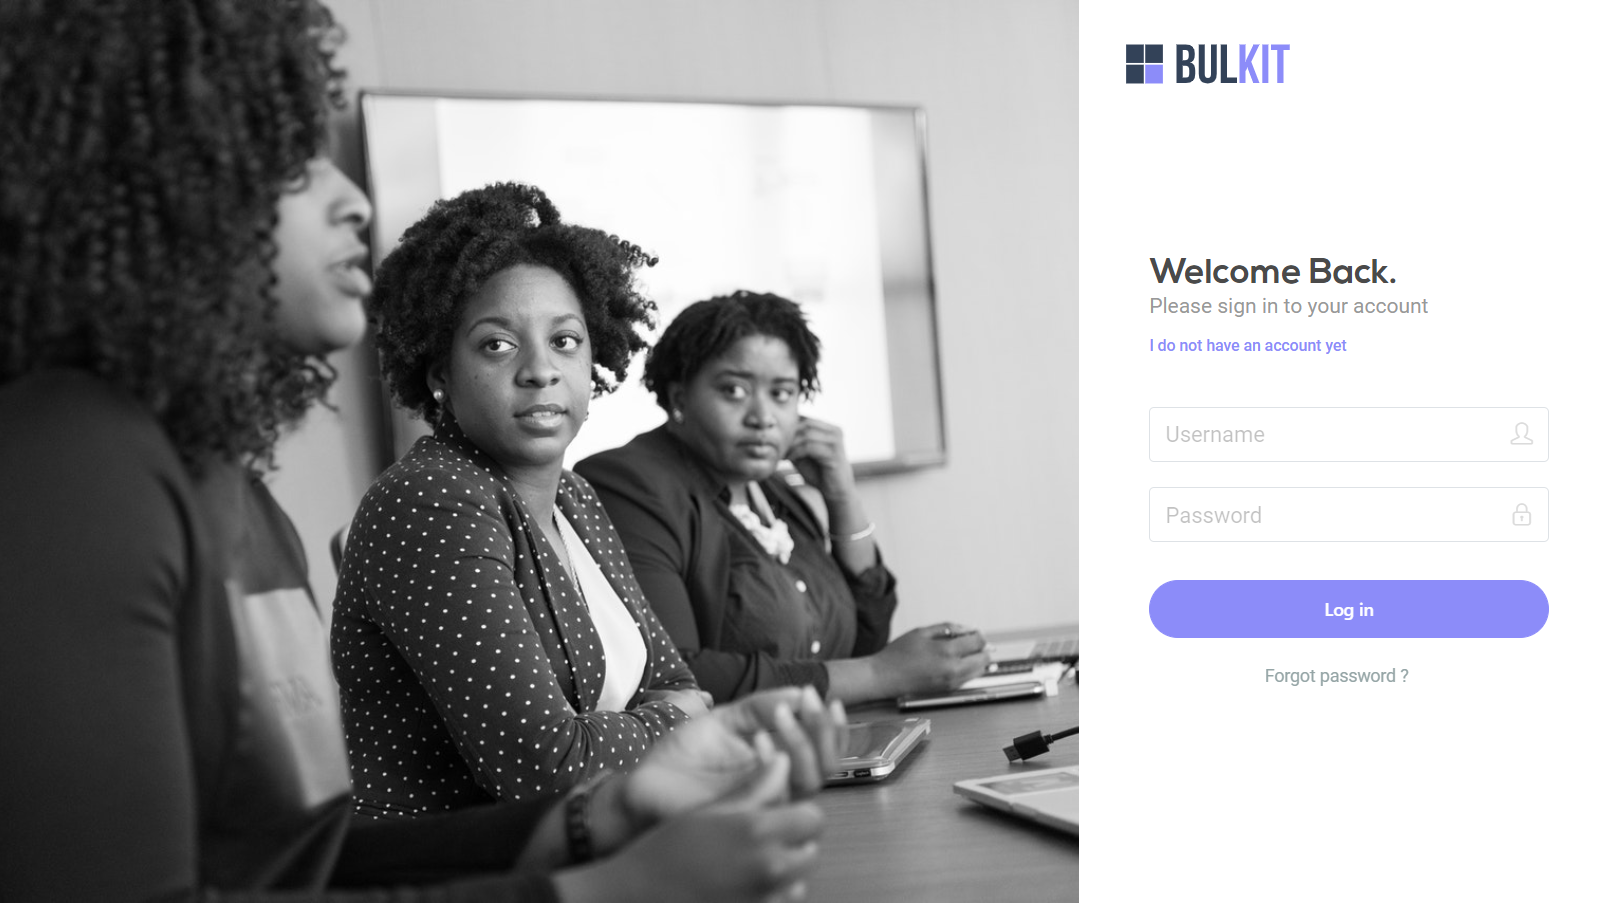 BULKIT
Welcome Back.
Please sign in to your account
I do not have an account yet
Username
Password
Log in
Forgot password ?